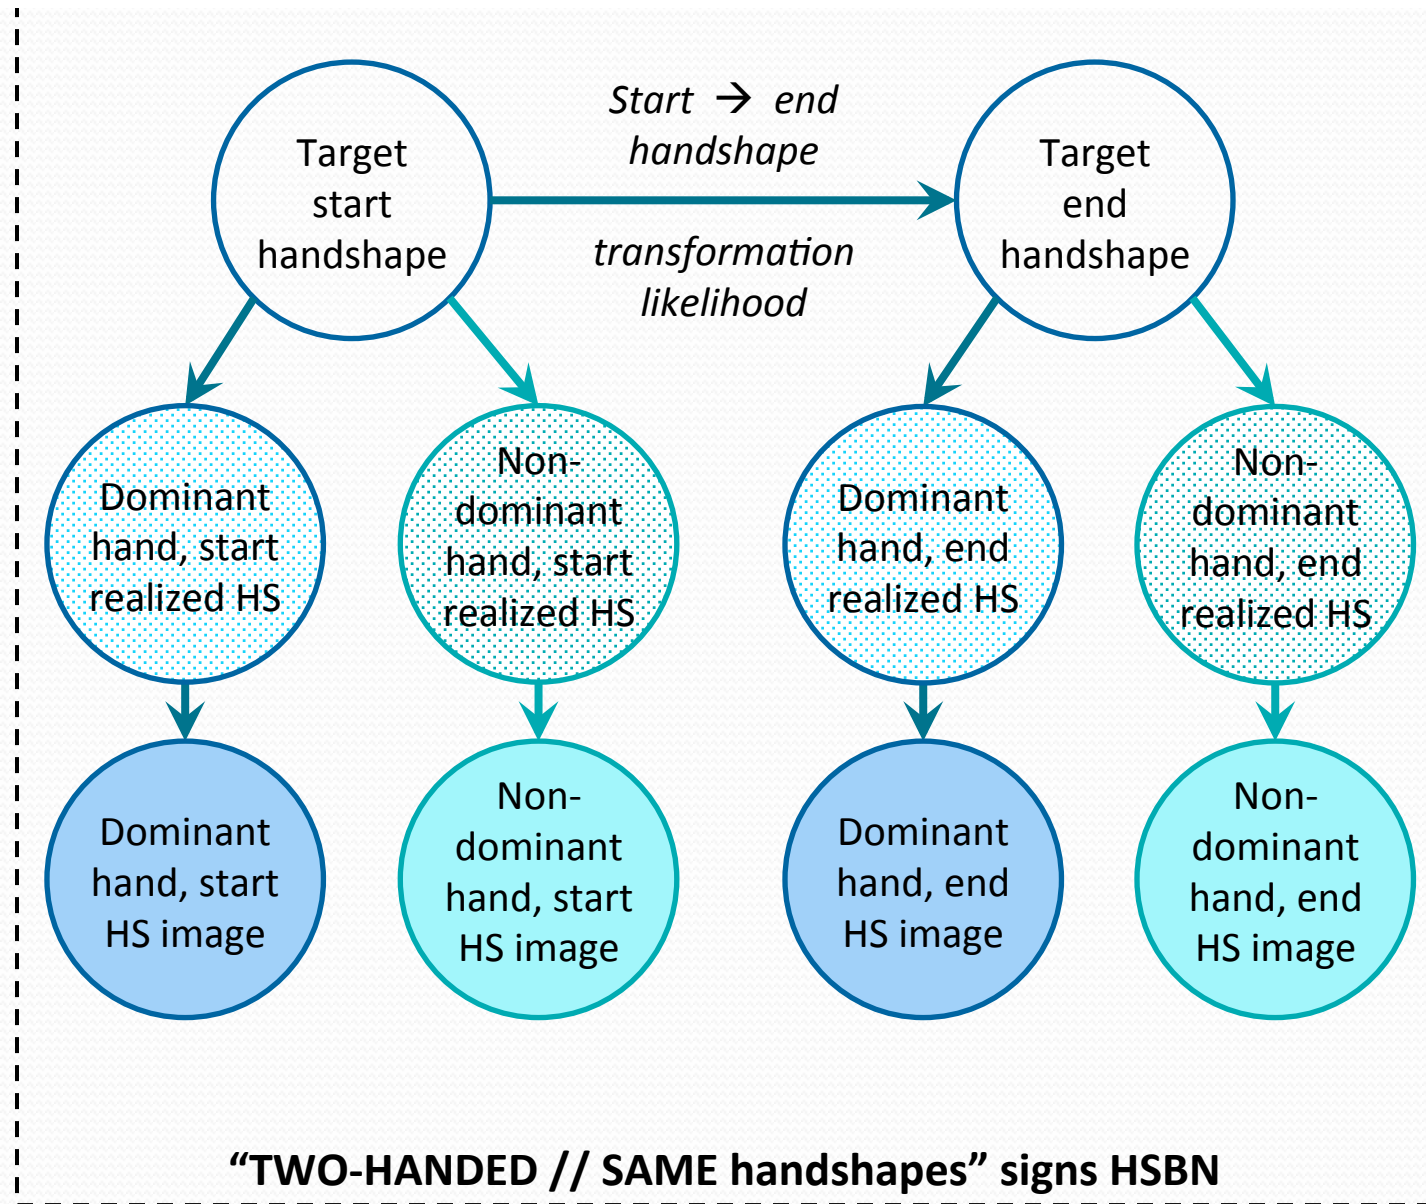 Target
start
handshape
Start → end
handshape
transformation
likelihood
Target
end
handshape
Dominant
hand, start
realized HS
Non-
dominant
hand, start
realized HS
Dominant
hand, end
realized HS
Non-
dominant
hand, end
realized HS
Dominant
hand, start
HS image
Non-
dominant
hand, start
HS image
Dominant
hand, end
HS image
Non-
dominant
hand, end
HS image
“TWO-HANDED // SAME handshapes” signs HSBN